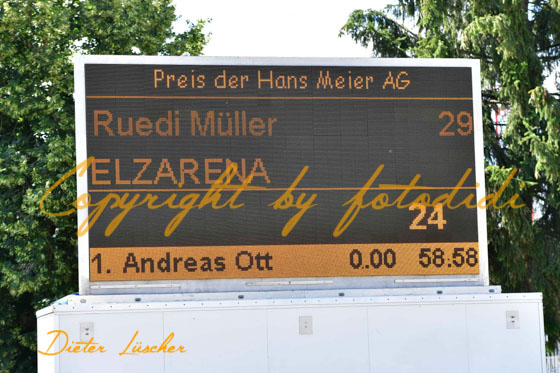 Preis der Hans Meier AG
Ruedi Müller 29
ELZARENA
Copyright by fotodidi
24
1. Andreas Ott 0.00 58.58
Dieter Lüscher